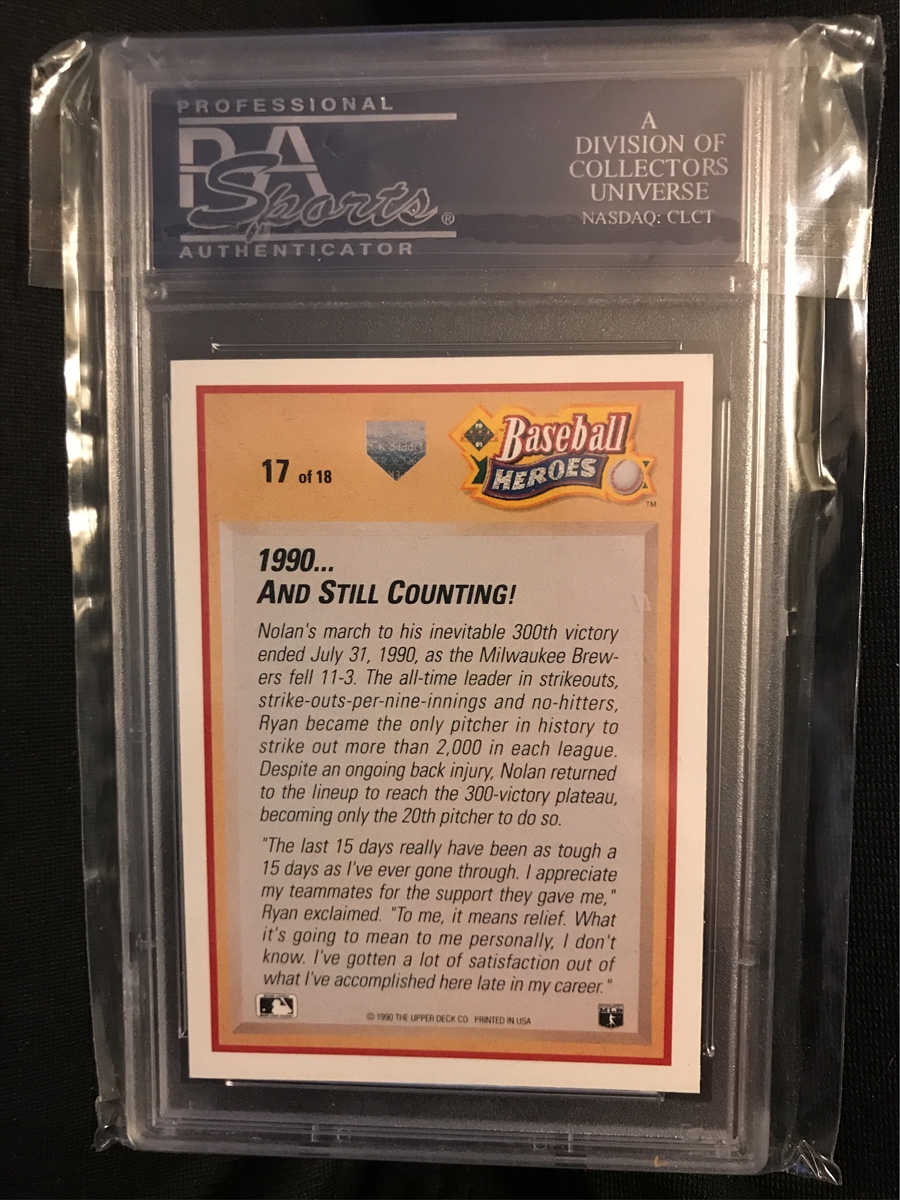 PROFESSIONAL
PSA
Sports®
AUTHENTICATOR
A
DIVISION OF
COLLECTORS
UNIVERSE
NASDAQ: CLCT
17 of 18
19
91
Baseball
HEROES
TM
1990...
AND STILL COUNTING!
Nolan's march to his inevitable 300th victory
ended July 31, 1990, as the Milwaukee Brew-
ers fell 11-3. The all-time leader in strikeouts,
strike-outs-per-nine-innings and no-hitters,
Ryan became the only pitcher in history to
strike out more than 2,000 in each league.
Despite an ongoing back injury, Nolan returned
to the lineup to reach the 300-victory plateau,
becoming only the 20th pitcher to do so.
"The last 15 days really have been as tough a
15 days as I've ever gone through. I appreciate
my teammates for the support they gave me,"
Ryan exclaimed. "To me, it means relief. What
it's going to mean to me personally, I don't
know. I've gotten a lot of satisfaction out of
what I've accomplished here late in my career."
© 1990 THE UPPER DECK CO. PRINTED IN USA